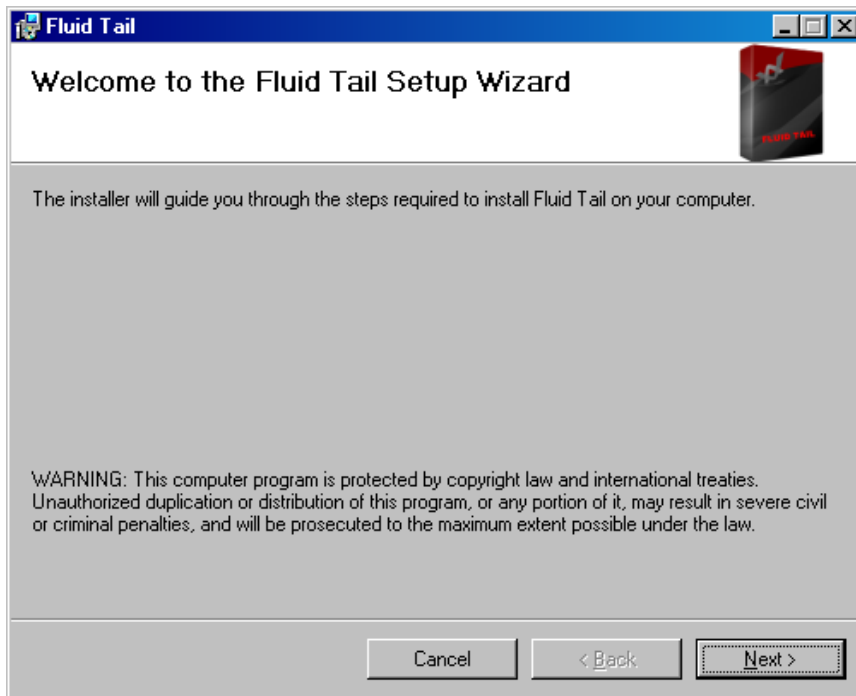 Fluid Tail
Welcome to the Fluid Tail Setup Wizard
FLUID TAIL
The installer will guide you through the steps required to install Fluid Tail on your computer.
WARNING: This computer program is protected by copyright law and international treaties.
Unauthorized duplication or distribution of this program, or any portion of it, may result in severe civil
or criminal penalties, and will be prosecuted to the maximum extent possible under the law.
Cancel
< Back
Next >